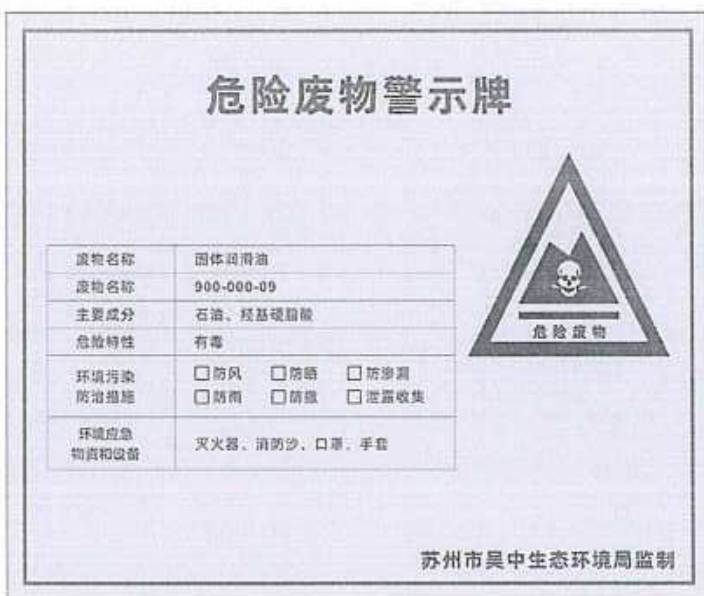 危险废物警示牌
废物名称 固体润滑油
废物名称 900-000-09
主要成分 石油、羟基硬脂酸
危险特性 有毒
环境污染
防治措施
□防风 □防晒 □防渗漏
□防雨 □防散 □泄露收集
环境应急
物资和设备
灭火器、消防沙、口罩、手套
危险废物
苏州市吴中生态环境局监制